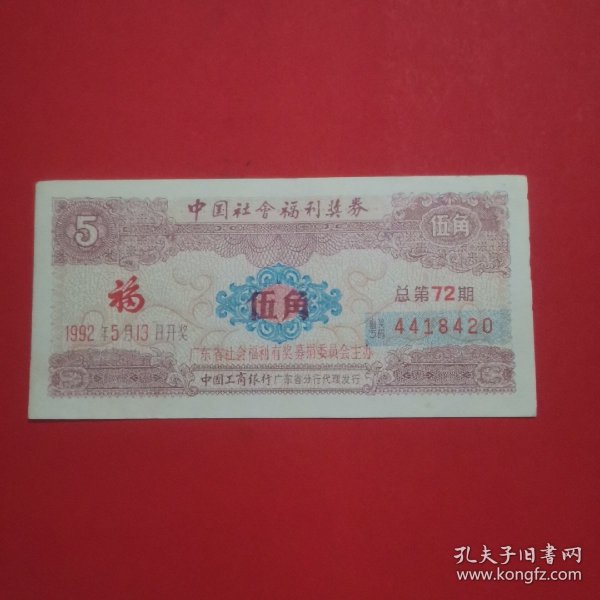 中国社會福利奖券
5
伍角
福
伍角
总第72期
1992年5月13日开奖
4418420
广东省社会福利有奖募捐委员会主办
中国工商银行广东省分行代理发行
孔夫子旧书网
www.kongfz.com